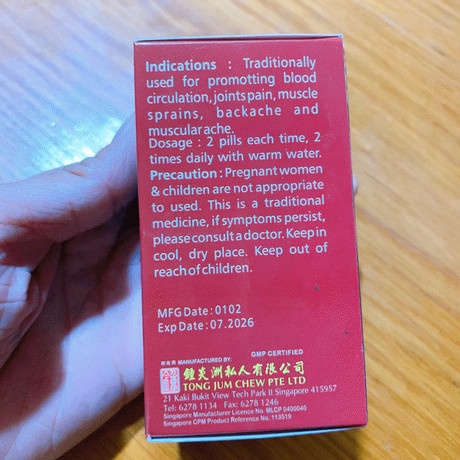 Indications : Traditionally
used for promotting blood
circulation, joints pain, muscle
sprains, backache and
muscular ache.
Dosage : 2 pills each time, 2
times daily with warm water.
Precaution : Pregnant women
& children are not appropriate
to used. This is a traditional
medicine, if symptoms persist,
please consult a doctor. Keep in
cool, dry place. Keep out of
reach of children.
MFG Date : 0102
Exp Date : 07.2026
GMP CERTIFIED
MANUFACTURED BY:
鍾炎洲私人有限公司
TONG JUM CHEW PTE LTD
21 Kaki Bukit View Tech Park II Singapore 415957
Tel: 6278 1134 Fax: 6278 1246
Singapore Manufacturer Licence No MLCP 0400040
Singapore CPM Product Reference No. 113519